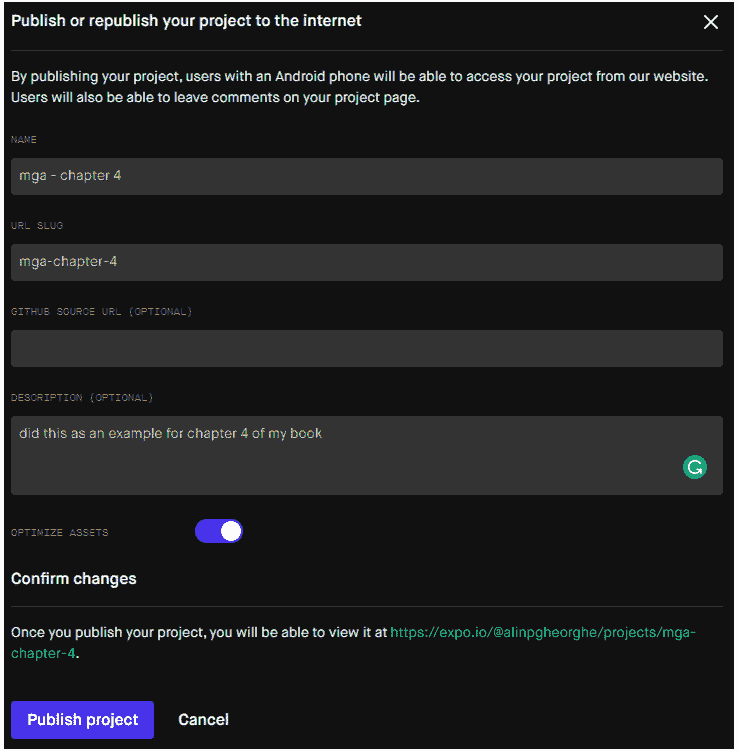 Publish or republish your project to the internet
By publishing your project, users with an Android phone will be able to access your project from our website.
Users will also be able to leave comments on your project page.
NAME
mga - chapter 4
URL SLUG
mga-chapter-4
GITHUB SOURCE URL (OPTIONAL)
DESCRIPTION (OPTIONAL)
did this as an example for chapter 4 of my book
OPTIMIZE ASSETS
Confirm changes
Once you publish your project, you will be able to view it at https://expo.io/@alinpgheorghe/projects/mga-
chapter-4.
Publish project Cancel